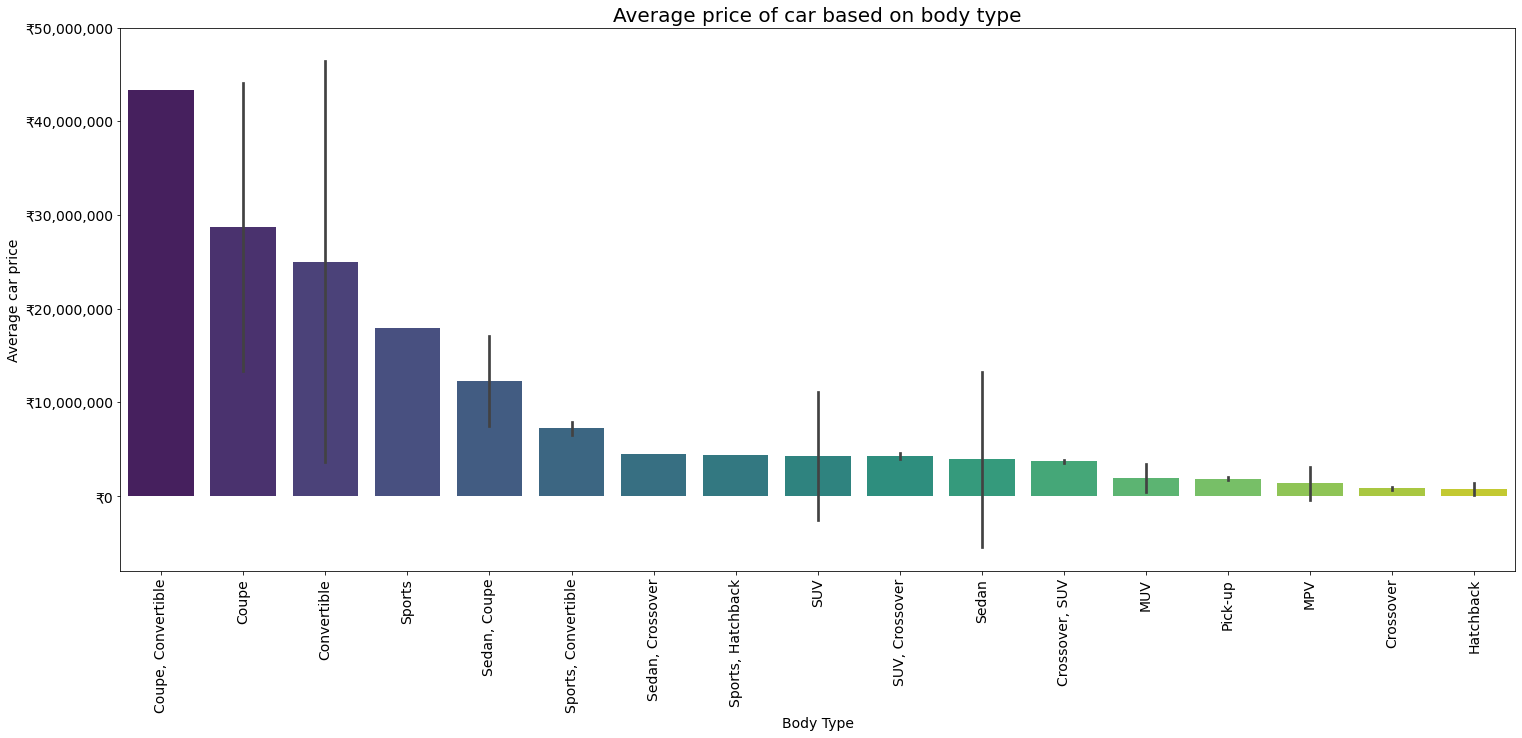 Average price of car based on body type
₹50,000,000
₹40,000,000
₹30,000,000
₹20,000,000
₹10,000,000
₹0
Average car price
Coupe, Convertible
Coupe
Convertible
Sports
Sedan, Coupe
Sports, Convertible
Sedan, Crossover
Sports, Hatchback
SUV
SUV, Crossover
Sedan
Crossover, SUV
MUV
Pick-up
MPV
Crossover
Hatchback
Body Type